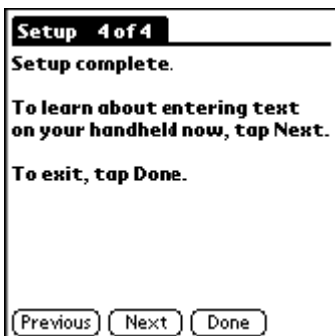 Setup 4 of 4
Setup complete.
To learn about entering text
on your handheld now, tap Next.
To exit, tap Done.
Previous Next Done